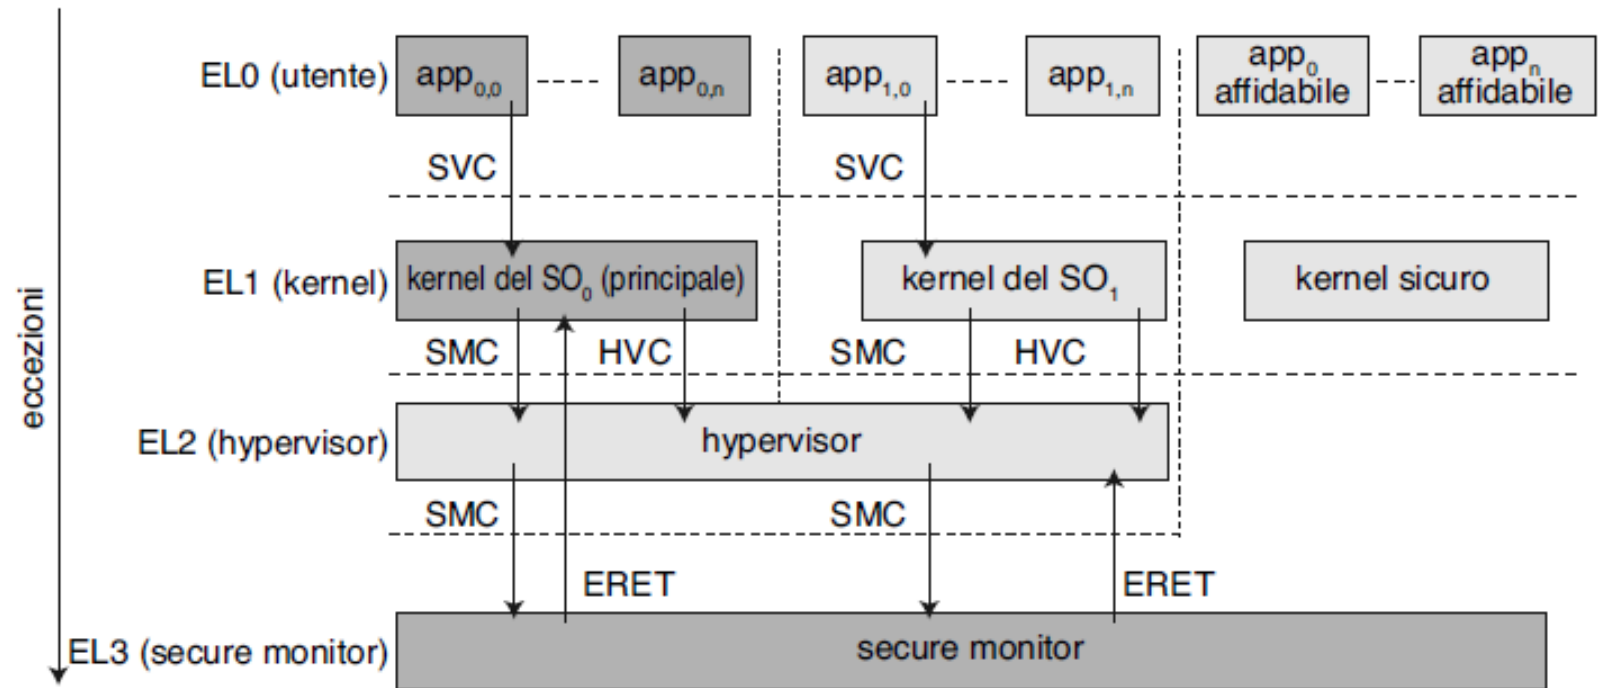 EL0 (utente)
app0,0
app0,n
app1,0
app1,n
app0
affidabile
appn
affidabile
SVC
SVC
eccezioni
EL1 (kernel)
kernel del SO0 (principale)
kernel del SO1
kernel sicuro
SMC
HVC
SMC
HVC
EL2 (hypervisor)
hypervisor
SMC
SMC
ERET
ERET
EL3 (secure monitor)
secure monitor